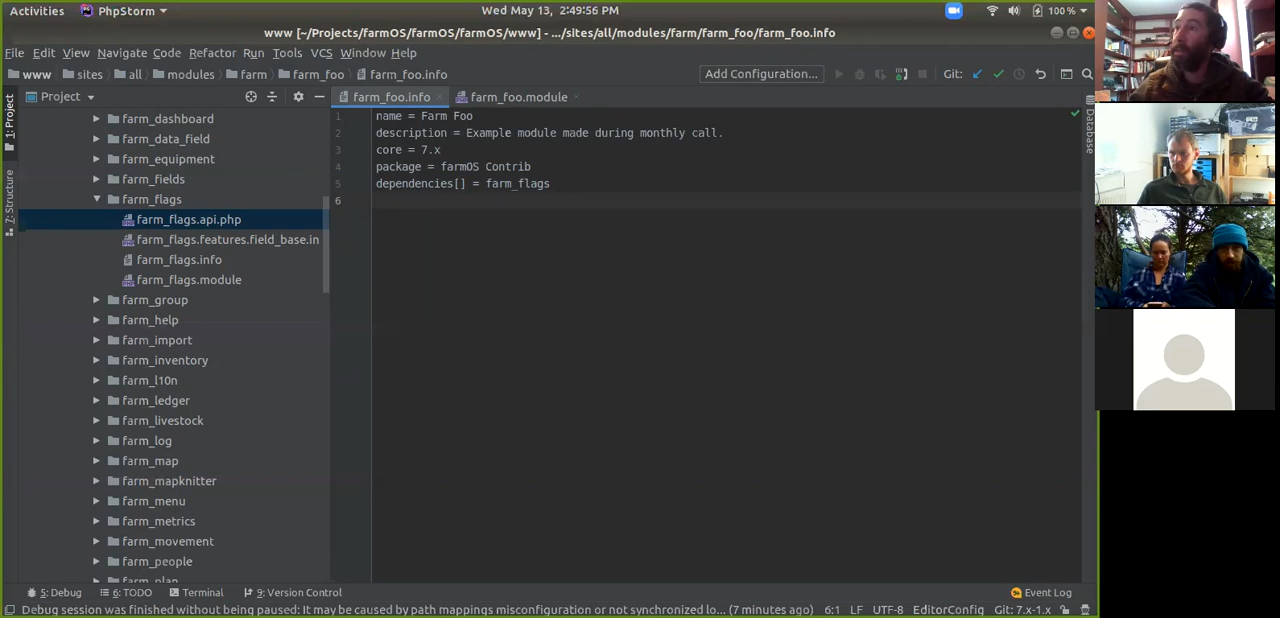 Activities PhpStorm Wed May 13, 2:49:56 PM 100 %
www [~/Projects/farmOS/farmOS/www] - .../sites/all/modules/farm/farm_foo/farm_foo.info
File Edit View Navigate Code Refactor Run Tools VCS Window Help
www sites all modules farm farm_foo farm_foo.info Add Configuration... Git:
Project farm_foo.info farm_foo.module
1: Project
7: Structure
Database
farm_dashboard
farm_data_field
farm_equipment
farm_fields
farm_flags
farm_flags.api.php
farm_flags.features.field_base.in
farm_flags.info
farm_flags.module
farm_group
farm_help
farm_import
farm_inventory
farm_l10n
farm_ledger
farm_livestock
farm_log
farm_map
farm_mapknitter
farm_menu
farm_metrics
farm_movement
farm_people
farm_plan
1 name = Farm Foo
2 description = Example module made during monthly call.
3 core = 7.x
4 package = farmOS Contrib
5 dependencies[] = farm_flags
6
5: Debug 6: TODO Terminal 9: Version Control Event Log
Debug session was finished without being paused: It may be caused by path mappings misconfiguration or not synchronized lo... (7 minutes ago) 6:1 LF UTF-8 EditorConfig Git: 7.x-1.x